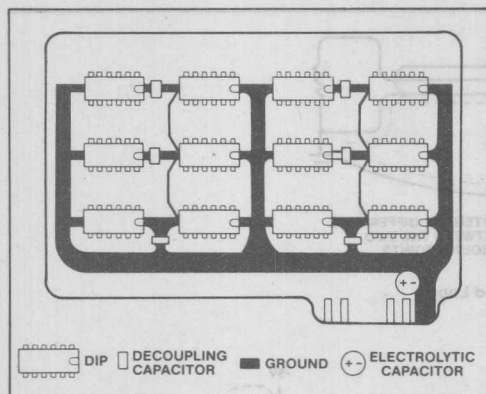 DIP
DECOUPLING
CAPACITOR
GROUND
+ -
ELECTROLYTIC
CAPACITOR
+ -